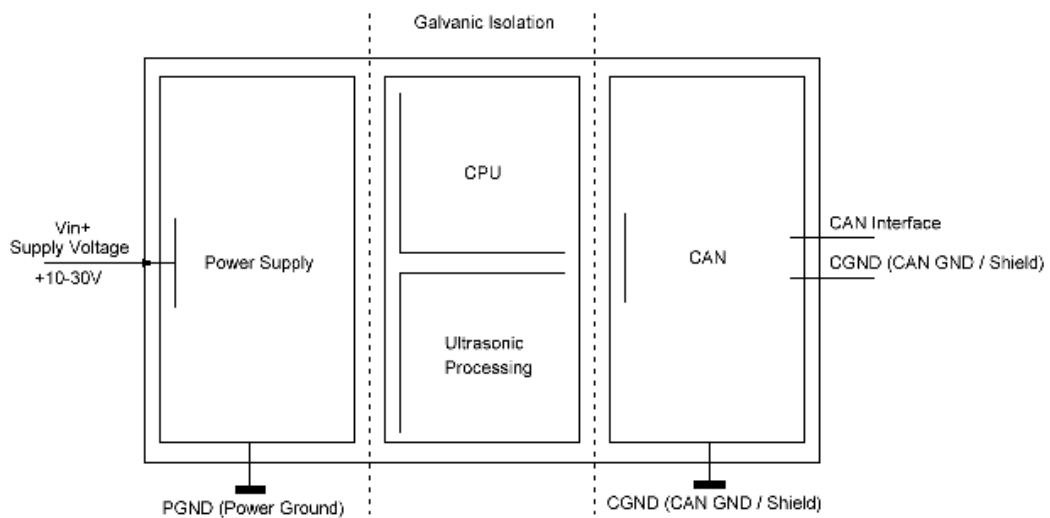 Galvanic Isolation
CPU
Vin+
Supply Voltage
+10-30V
Power Supply
CAN
CAN Interface
CGND (CAN GND / Shield)
Ultrasonic
Processing
PGND (Power Ground)
CGND (CAN GND / Shield)